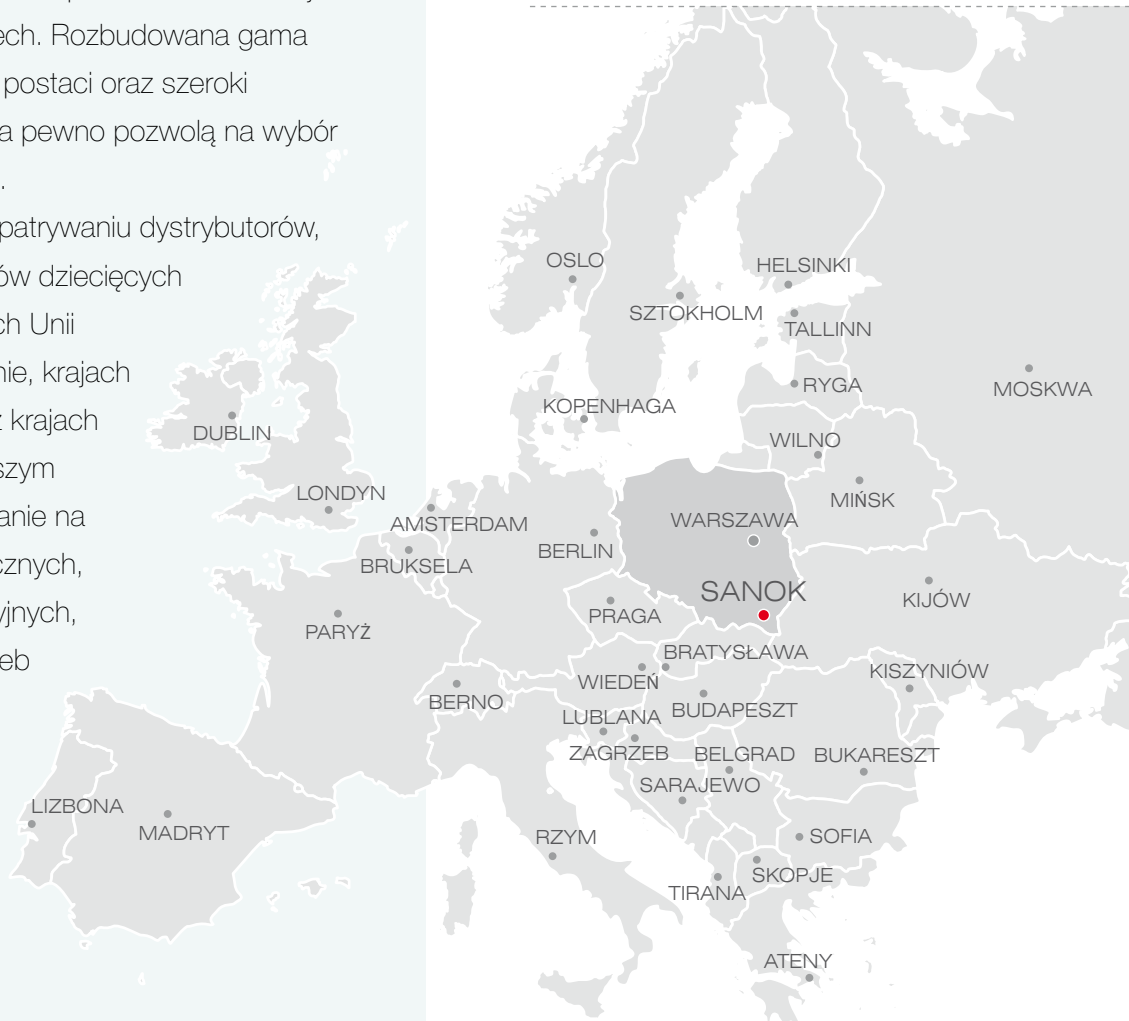 ech. Rozbudowana gama
postaci oraz szeroki
a pewno pozwolą na wybór
.
patrywaniu dystrybutorów,
ów dziecięcych
ch Unii
nie, krajach
z krajach
szym
anie na
cznych,
yjnych,
eb
OSLO
HELSINKI
SZTOKHOLM
TALLINN
RYGA
MOSKWA
KOPENHAGA
DUBLIN
WILNO
LONDYN
MIŃSK
AMSTERDAM
WARSZAWA
BERLIN
BRUKSELA
SANOK
KIJÓW
PRAGA
PARYŻ
BRATYSŁAWA
KISZYNIÓW
WIEDEŃ
BERNO
BUDAPESZT
LUBLANA
ZAGRZEB
BELGRAD
BUKARESZT
SARAJEWO
LIZBONA
MADRYT
RZYM
SOFIA
SKOPJE
TIRANA
ATENY